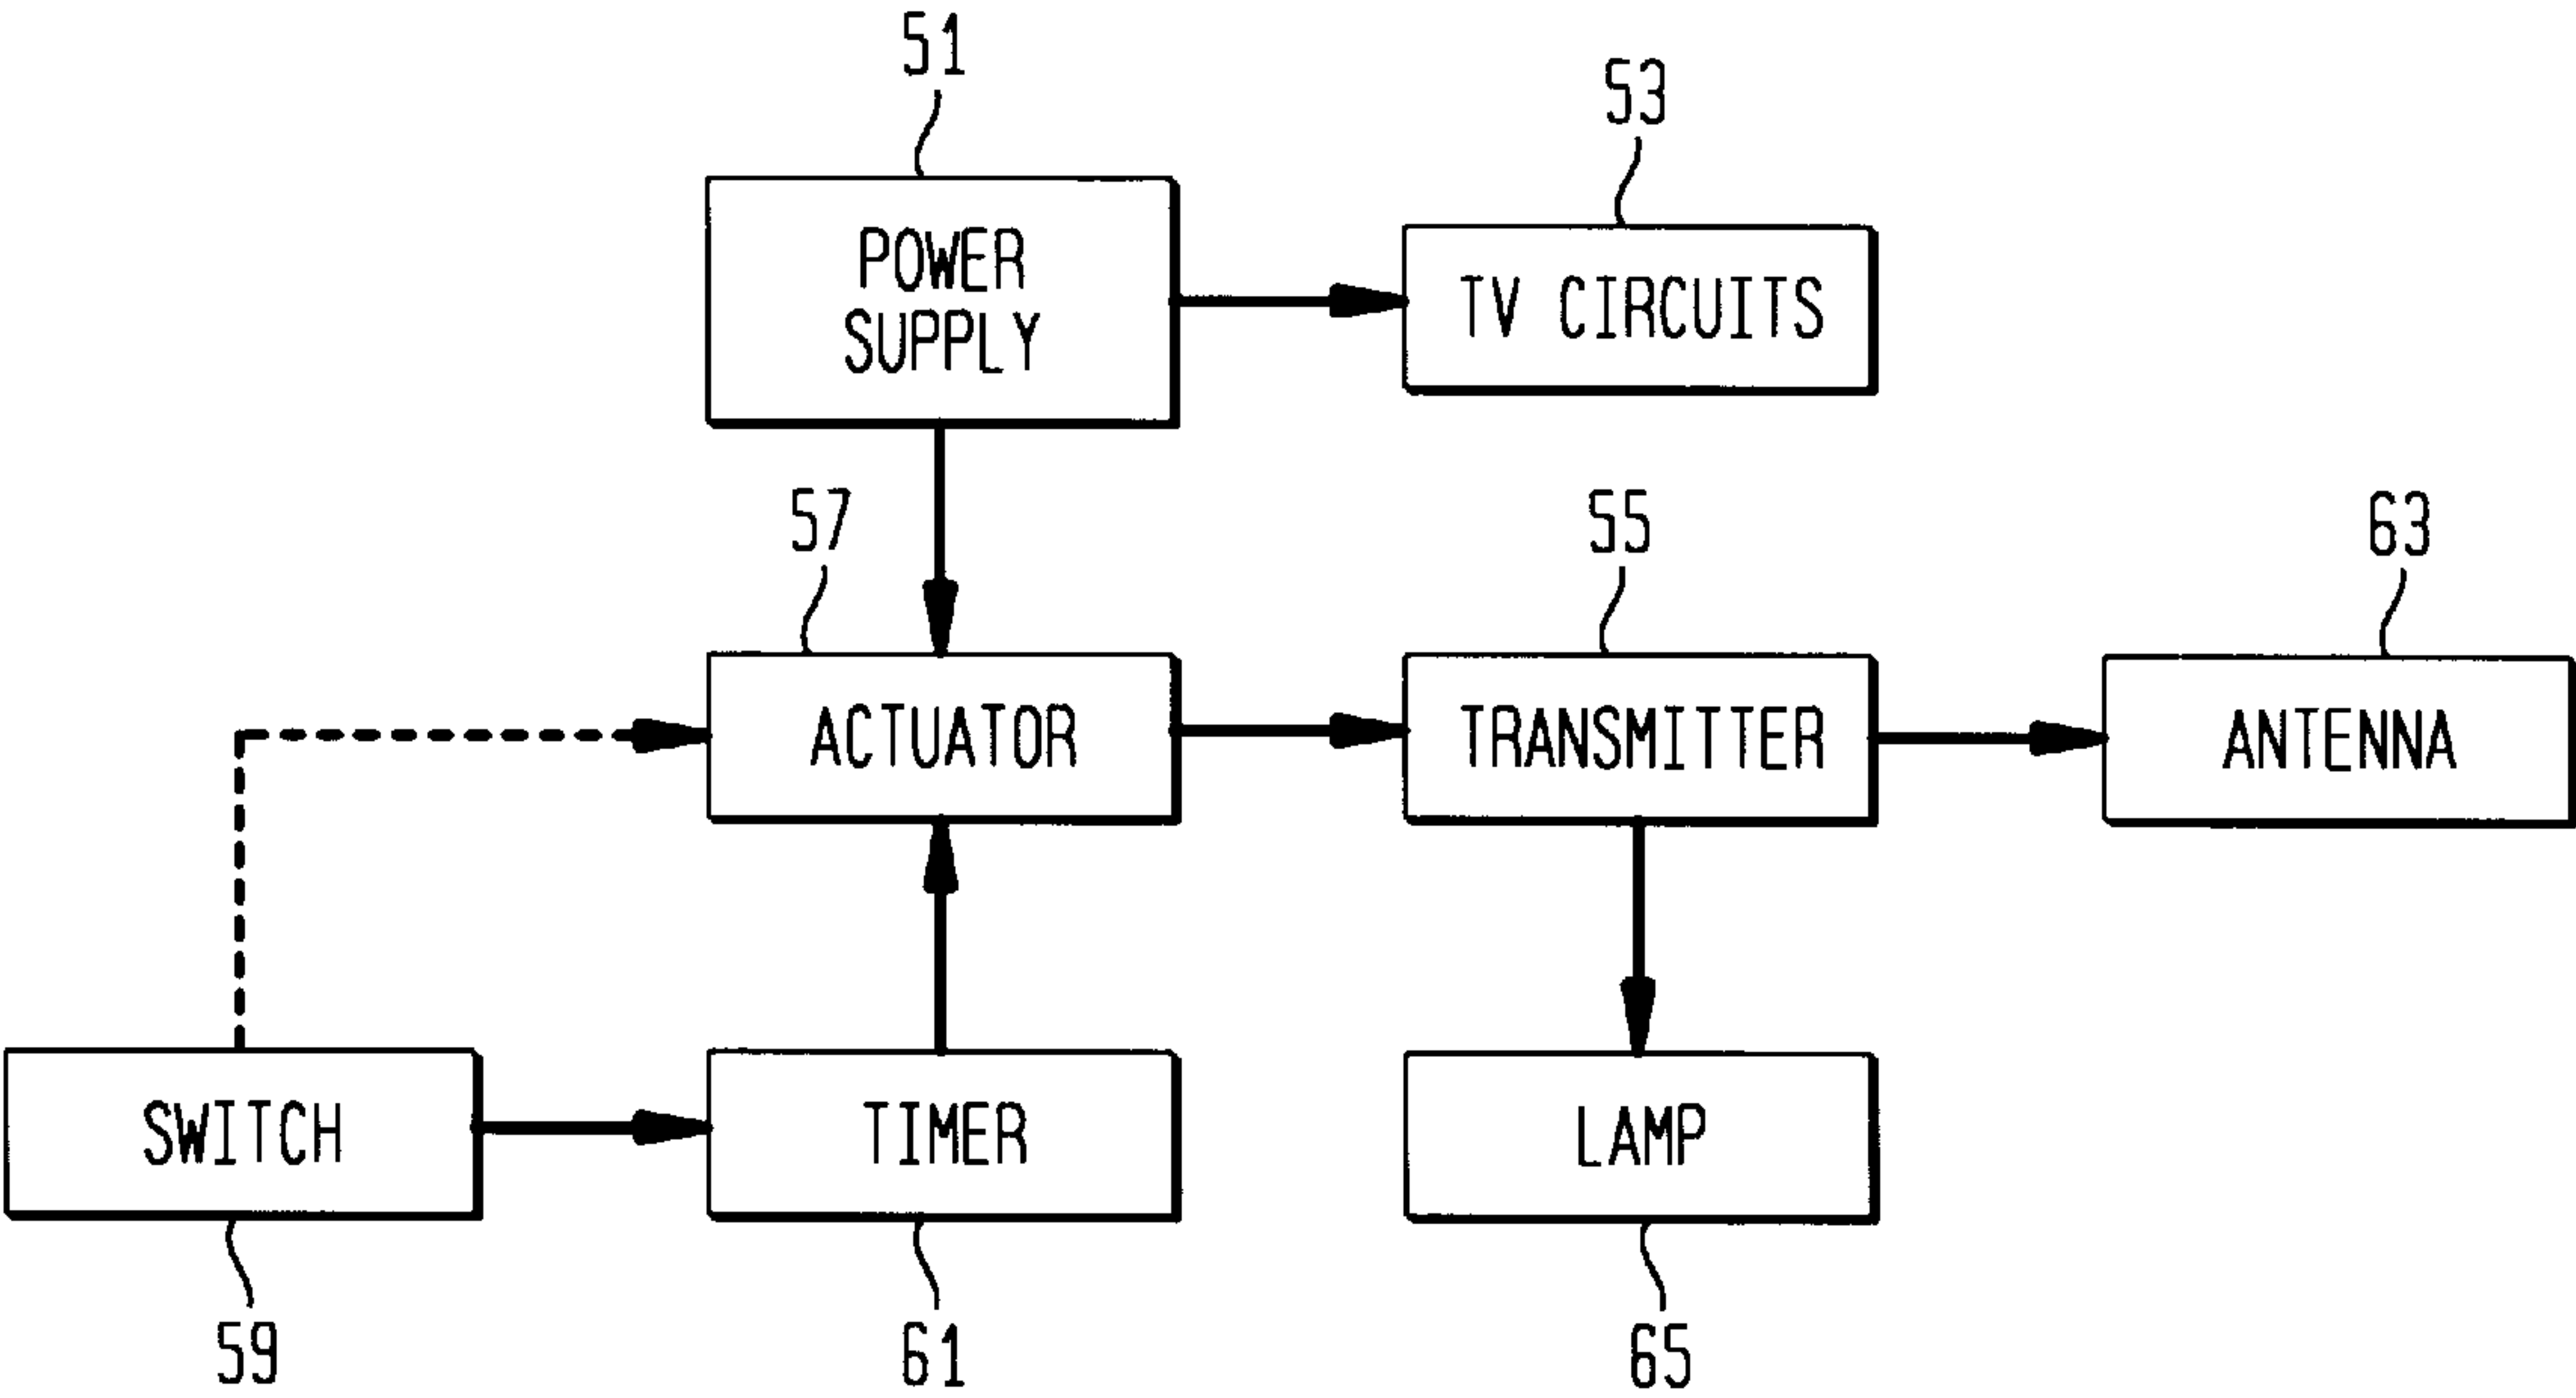 51
53
POWER
SUPPLY
TV CIRCUITS
57
55
63
ACTUATOR
TRANSMITTER
ANTENNA
SWITCH
TIMER
LAMP
59
61
65